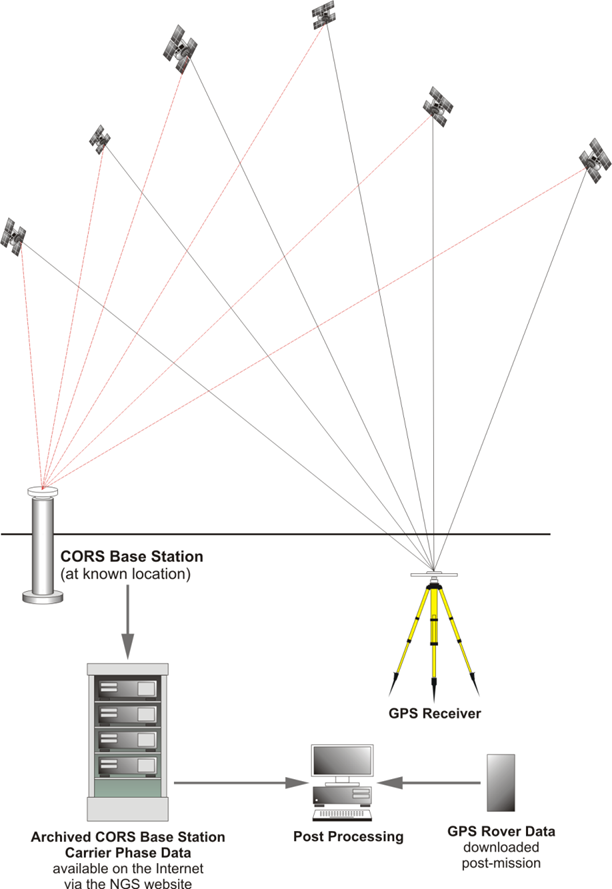 CORS Base Station
(at known location)
GPS Receiver
Archived CORS Base Station
Carrier Phase Data
available on the Internet
via the NGS website
Post Processing
GPS Rover Data
downloaded
post-mission